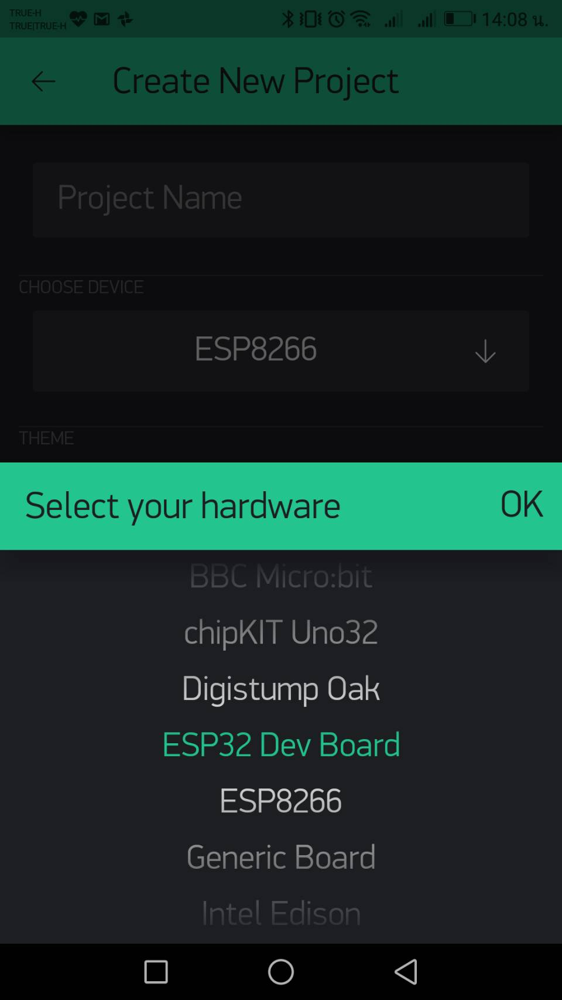 TRUE-H
TRUE|TRUE-H
14:08 น.
Create New Project
Project Name
CHOOSE DEVICE
ESP8266
THEME
Select your hardware
OK
BBC Micro:bit
chipKIT Uno32
Digistump Oak
ESP32 Dev Board
ESP8266
Generic Board
Intel Edison